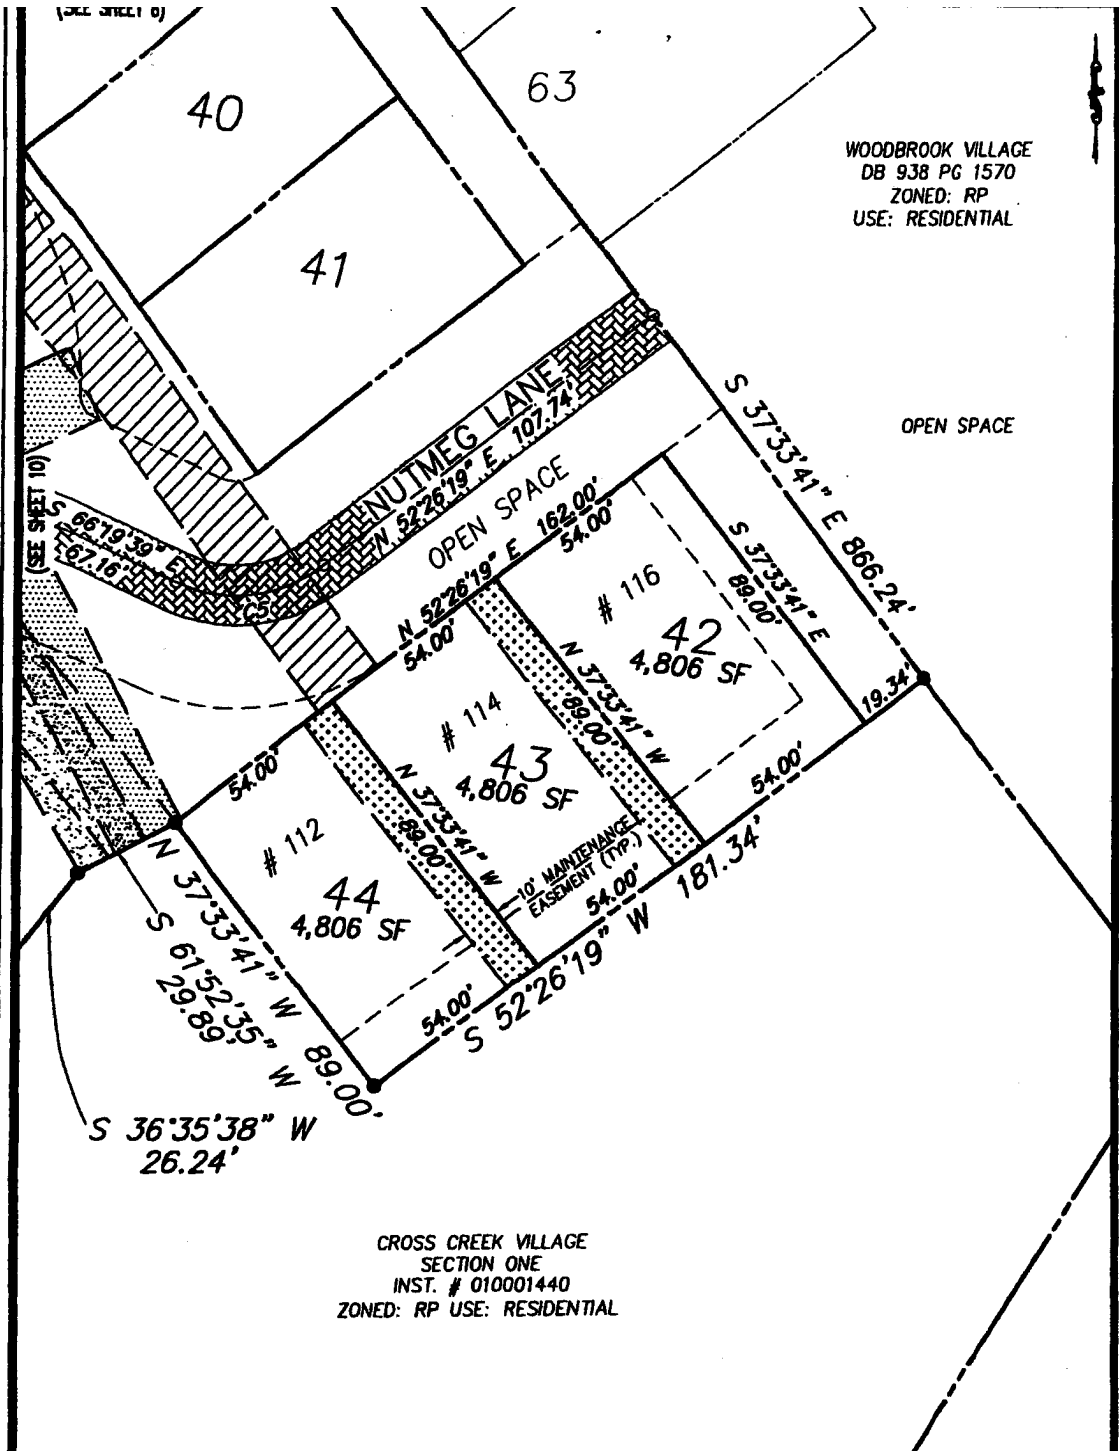 (SEE SHEET 6)
40
63
WOODBROOK VILLAGE
DB 938 PG 1570
ZONED: RP
USE: RESIDENTIAL
41
OPEN SPACE
S 37°33'41" E 866.24'
NUTMEG LANE
N 52°26'19" E 107.74'
OPEN SPACE
(SEE SHEET 10)
S 66°19'39" E
67.16'
C5
N 52°26'19" E 162.00'
54.00'
54.00'
54.00'
S 37°33'41" E
89.00'
# 116
42
4,806 SF
N 37°33'41" W
89.00'
19.34'
# 114
43
4,806 SF
N 37°33'41" W
89.00'
54.00'
# 112
44
4,806 SF
10' MAINTENANCE
EASEMENT (TYP.)
54.00'
54.00'
S 52°26'19" W 181.34'
N 37°33'41" W 89.00'
S 61°52'35" W
29.89'
S 36°35'38" W
26.24'
CROSS CREEK VILLAGE
SECTION ONE
INST. # 010001440
ZONED: RP USE: RESIDENTIAL